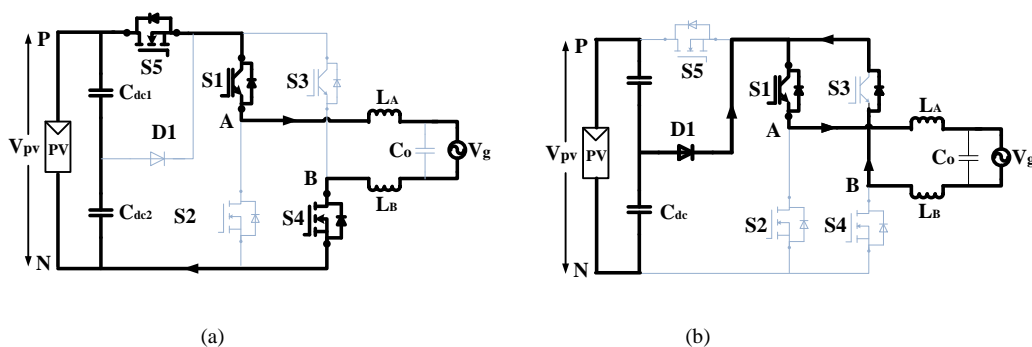 P
S5
S1
S3
Cdc1
LA
A
D1
Vpv
PV
Co
Vg
B
Cdc2
S2
S4
LB
N
(a)
P
S5
S1
S3
LA
D1
A
Vpv
PV
Co
Vg
B
Cdc
LB
S2
S4
N
(b)